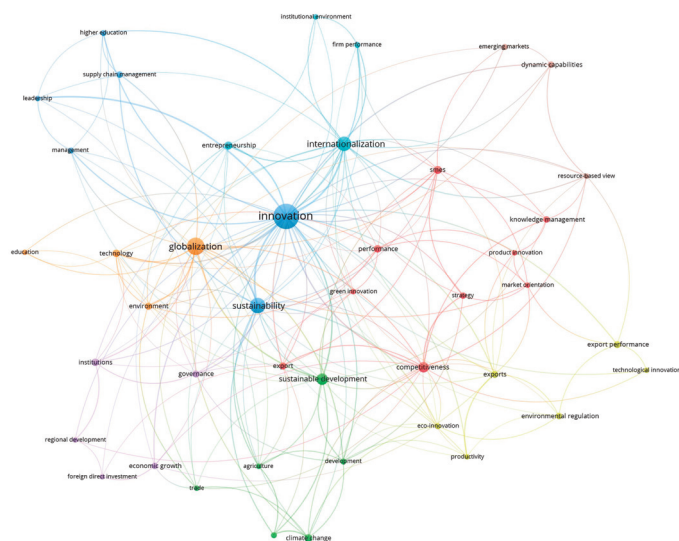 institutional environment
higher education
firm performance
emerging markets
supply chain management
dynamic capabilities
leadership
entrepreneurship
internationalization
management
smes
resource-based view
innovation
knowledge management
globalization
performance
education
technology
product innovation
market orientation
green innovation
strategy
environment
sustainability
export performance
institutions
governance
export
competitiveness
technological innovation
sustainable development
exports
environmental regulation
eco-innovation
regional development
productivity
economic growth
agriculture
development
foreign direct investment
trade
climate change